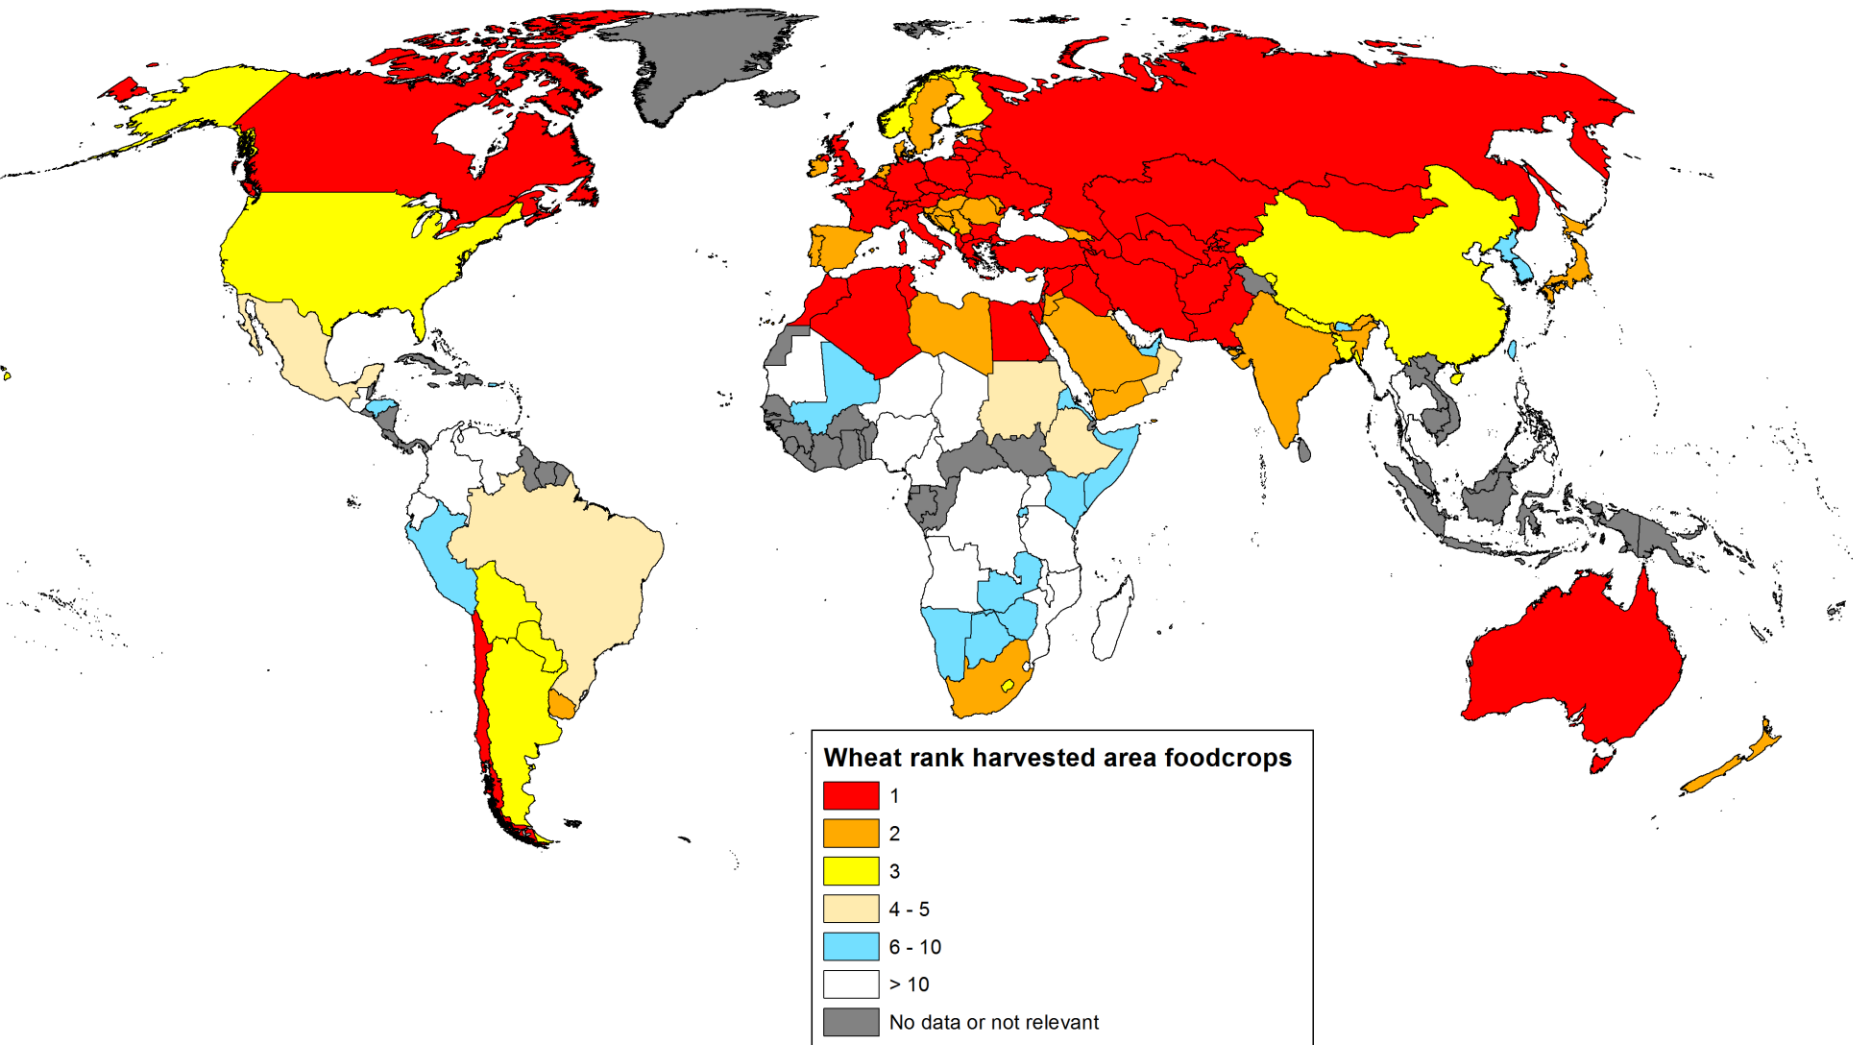 Wheat rank harvested area foodcrops
1
2
3
4 - 5
6 - 10
> 10
No data or not relevant